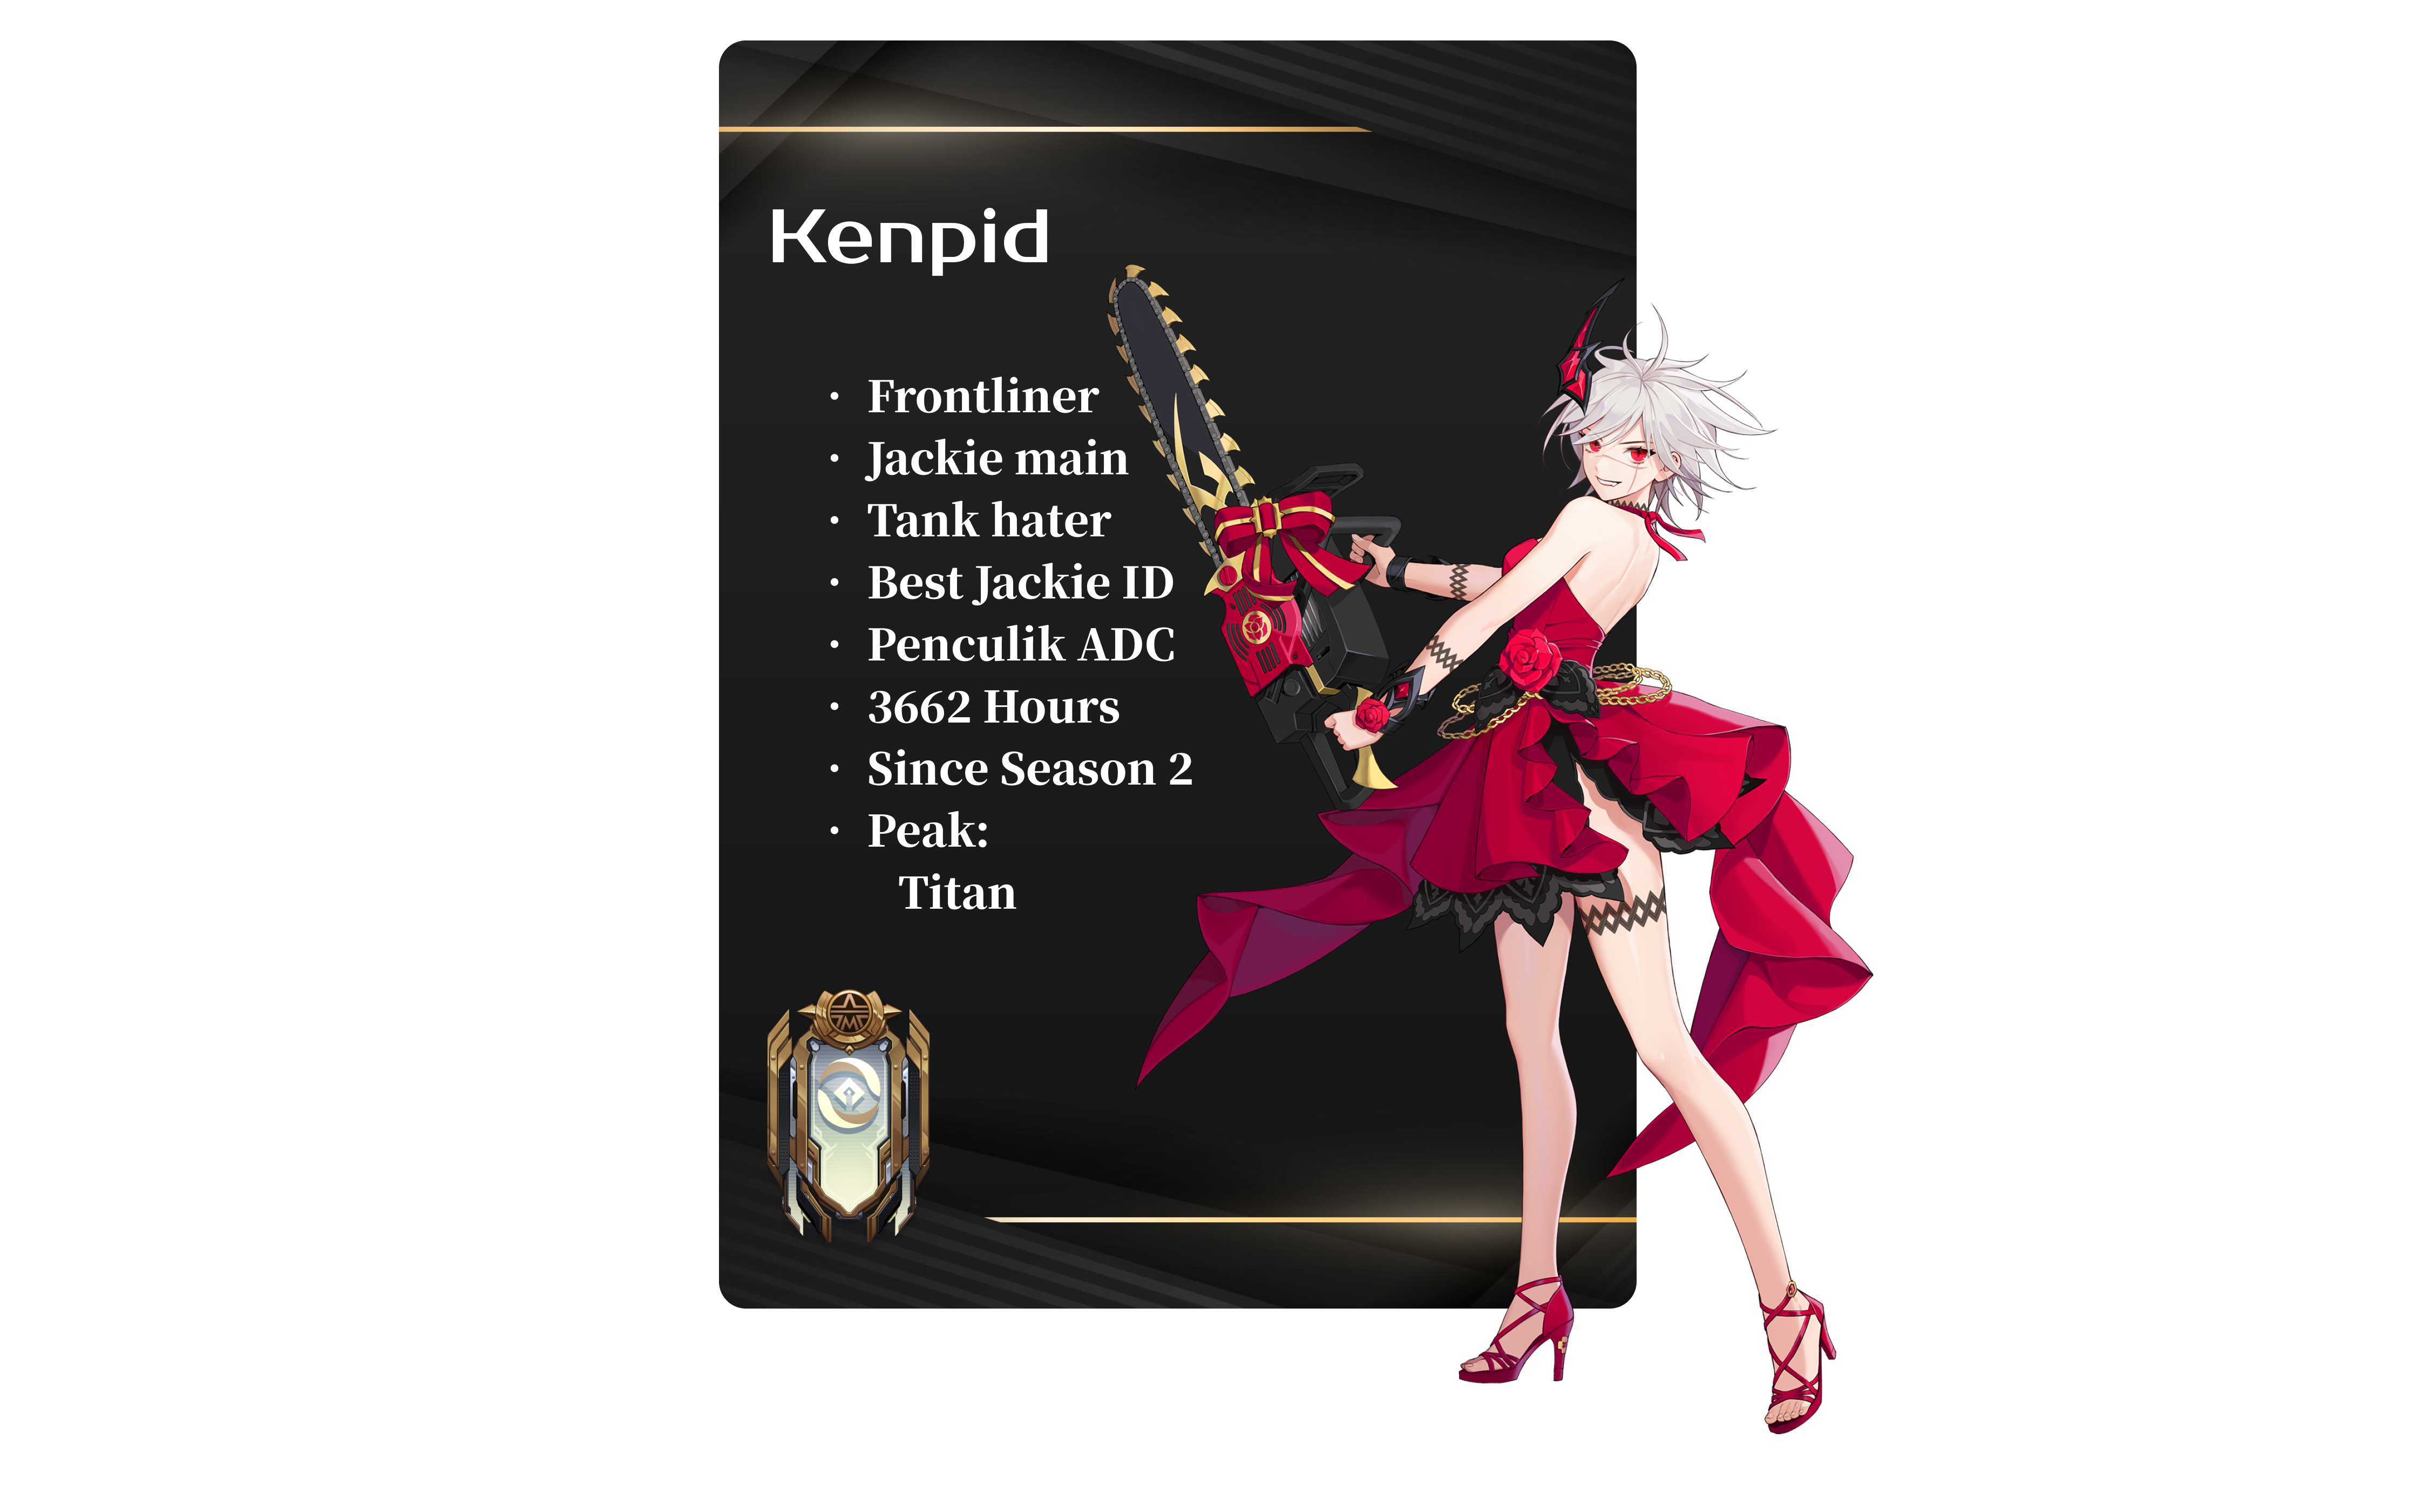 Kenpid
· Frontliner
· Jackie main
· Tank hater
· Best Jackie ID
· Penculik ADC
· 3662 Hours
· Since Season 2
· Peak:
Titan